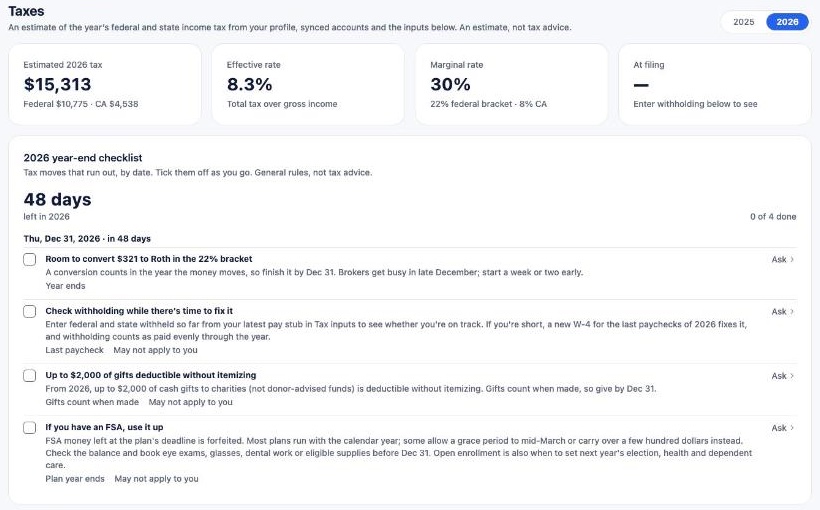 Taxes
An estimate of the year's federal and state income tax from your profile, synced accounts and the inputs below. An estimate, not tax advice.
2025 2026
Estimated 2026 tax
$15,313
Federal $10,775 · CA $4,538
Effective rate
8.3%
Total tax over gross income
Marginal rate
30%
22% federal bracket · 8% CA
At filing
—
Enter withholding below to see
2026 year-end checklist
Tax moves that run out, by date. Tick them off as you go. General rules, not tax advice.
48 days
left in 2026
0 of 4 done
Thu, Dec 31, 2026 · in 48 days
Room to convert $321 to Roth in the 22% bracket
Ask ›
A conversion counts in the year the money moves, so finish it by Dec 31. Brokers get busy in late December; start a week or two early.
Year ends
Check withholding while there's time to fix it
Ask ›
Enter federal and state withheld so far from your latest pay stub in Tax inputs to see whether you're on track. If you're short, a new W-4 for the last paychecks of 2026 fixes it,
and withholding counts as paid evenly through the year.
Last paycheck May not apply to you
Up to $2,000 of gifts deductible without itemizing
Ask ›
From 2026, up to $2,000 of cash gifts to charities (not donor-advised funds) is deductible without itemizing. Gifts count when made, so give by Dec 31.
Gifts count when made May not apply to you
If you have an FSA, use it up
Ask ›
FSA money left at the plan's deadline is forfeited. Most plans run with the calendar year; some allow a grace period to mid-March or carry over a few hundred dollars instead.
Check the balance and book eye exams, glasses, dental work or eligible supplies before Dec 31. Open enrollment is also when to set next year's election, health and dependent
care.
Plan year ends May not apply to you